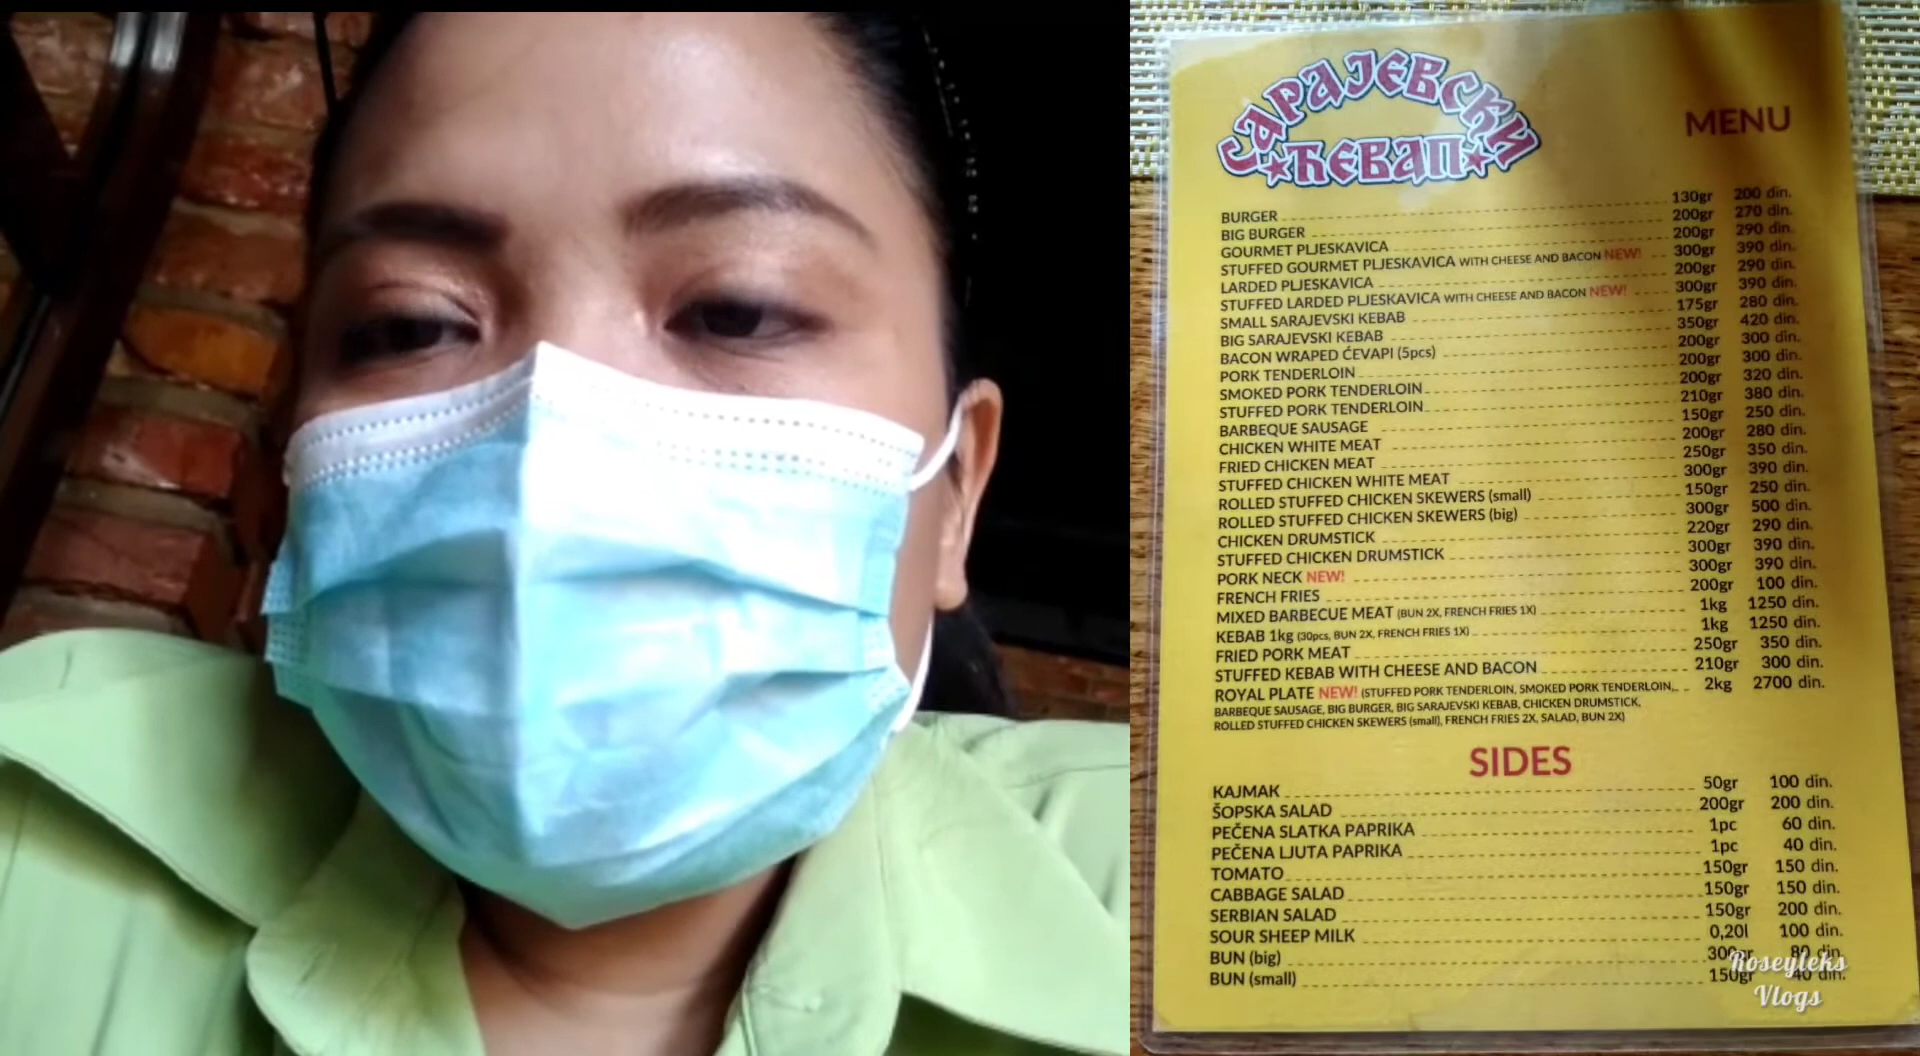 САРАЈЕВСКИ
ЋЕВАП
MENU
BURGER 130gr 200 din.
BIG BURGER 200gr 270 din.
GOURMET PLJESKAVICA 200gr 290 din.
STUFFED GOURMET PLJESKAVICA WITH CHEESE AND BACON NEW! 300gr 390 din.
LARDED PLJESKAVICA 200gr 290 din.
STUFFED LARDED PLJESKAVICA WITH CHEESE AND BACON NEW! 300gr 390 din.
SMALL SARAJEVSKI KEBAB 175gr 280 din.
BIG SARAJEVSKI KEBAB 350gr 420 din.
BACON WRAPED ĆEVAPI (5pcs) 200gr 300 din.
PORK TENDERLOIN 200gr 300 din.
SMOKED PORK TENDERLOIN 200gr 320 din.
STUFFED PORK TENDERLOIN 210gr 380 din.
BARBEQUE SAUSAGE 150gr 250 din.
CHICKEN WHITE MEAT 200gr 280 din.
FRIED CHICKEN MEAT 250gr 350 din.
STUFFED CHICKEN WHITE MEAT 300gr 390 din.
ROLLED STUFFED CHICKEN SKEWERS (small) 150gr 250 din.
ROLLED STUFFED CHICKEN SKEWERS (big) 300gr 500 din.
CHICKEN DRUMSTICK 220gr 290 din.
STUFFED CHICKEN DRUMSTICK 300gr 390 din.
PORK NECK NEW! 300gr 390 din.
FRENCH FRIES 200gr 100 din.
MIXED BARBECUE MEAT (BUN 2X, FRENCH FRIES 1X) 1kg 1250 din.
KEBAB 1kg (30pcs, BUN 2X, FRENCH FRIES 1X) 1kg 1250 din.
FRIED PORK MEAT 250gr 350 din.
STUFFED KEBAB WITH CHEESE AND BACON 210gr 300 din.
ROYAL PLATE NEW! (STUFFED PORK TENDERLOIN, SMOKED PORK TENDERLOIN, 2kg 2700 din.
BARBEQUE SAUSAGE, BIG BURGER, BIG SARAJEVSKI KEBAB, CHICKEN DRUMSTICK,
ROLLED STUFFED CHICKEN SKEWERS (small), FRENCH FRIES 2X, SALAD, BUN 2X)
SIDES
KAJMAK 50gr 100 din.
ŠOPSKA SALAD 200gr 200 din.
PEČENA SLATKA PAPRIKA 1pc 60 din.
PEČENA LJUTA PAPRIKA 1pc 40 din.
TOMATO 150gr 150 din.
CABBAGE SALAD 150gr 150 din.
SERBIAN SALAD 150gr 200 din.
SOUR SHEEP MILK 0,20l 100 din.
BUN (big) 300gr 80 din.
BUN (small) 150gr 40 din.
Roseyleks
Vlogs